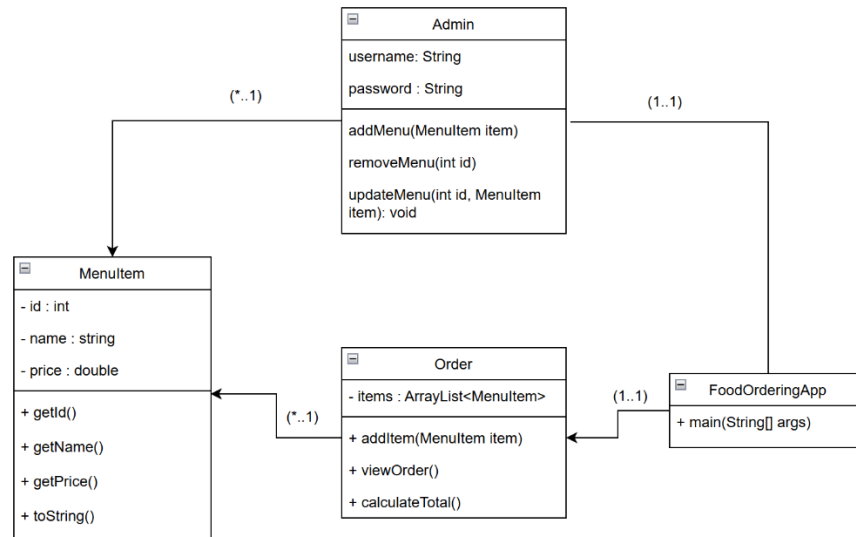 Admin
username: String
password : String
addMenu(MenuItem item)
removeMenu(int id)
updateMenu(int id, MenuItem
item): void
(*..1)
(1..1)
MenuItem
- id : int
- name : string
- price : double
+ getId()
+ getName()
+ getPrice()
+ toString()
(*..1)
Order
- items : ArrayList<MenuItem>
+ addItem(MenuItem item)
+ viewOrder()
+ calculateTotal()
(1..1)
FoodOrderingApp
+ main(String[] args)